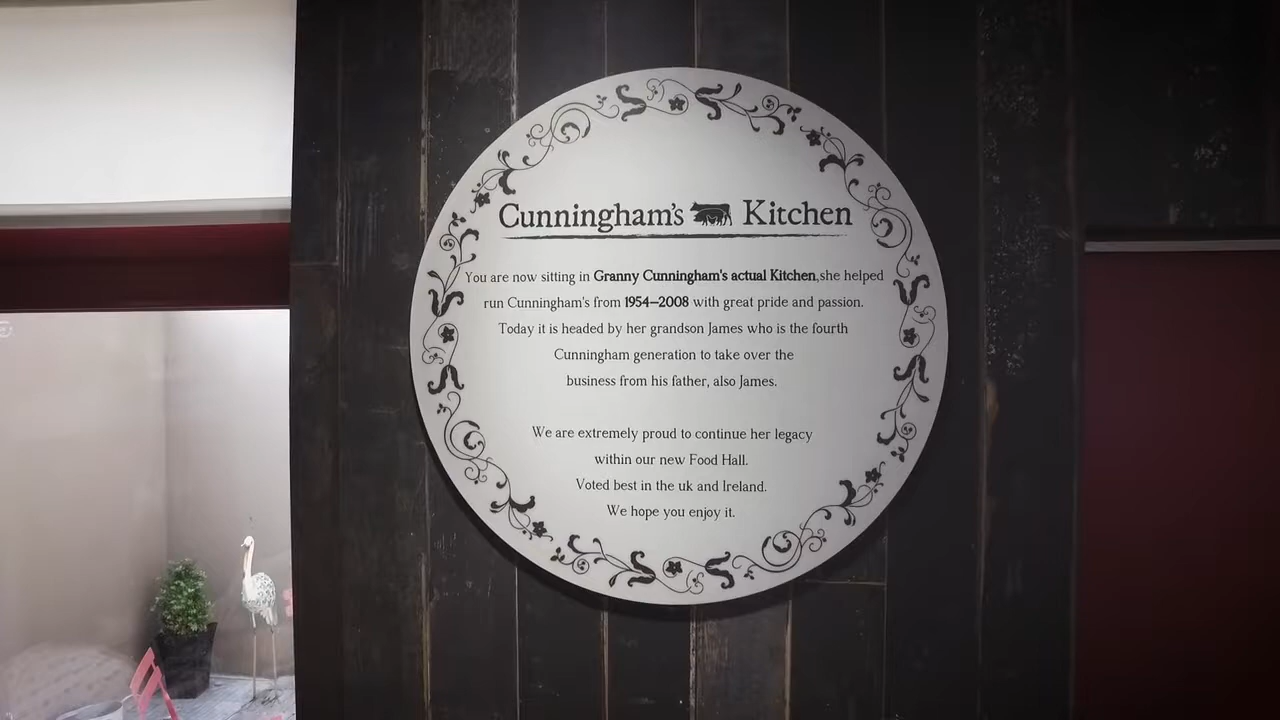 Cunningham's Kitchen
You are now sitting in Granny Cunningham's actual Kitchen,she helped
run Cunningham's from 1954–2008 with great pride and passion.
Today it is headed by her grandson James who is the fourth
Cunningham generation to take over the
business from his father, also James.
We are extremely proud to continue her legacy
within our new Food Hall.
Voted best in the uk and Ireland.
We hope you enjoy it.